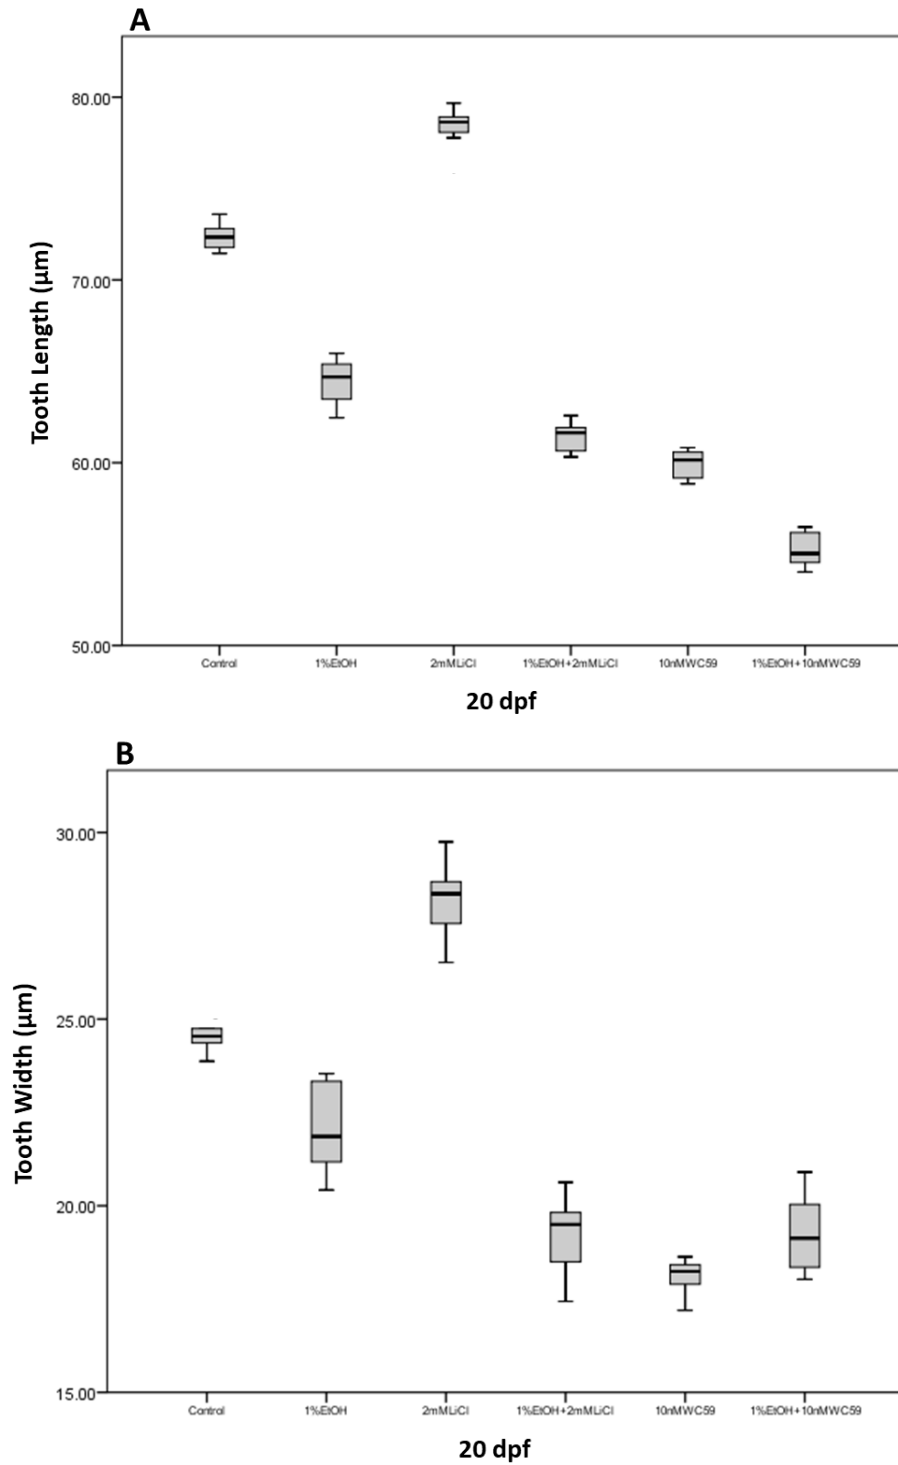 A
80.00
70.00
60.00
50.00
Tooth Length (µm)
Control 1%EtOH 2mMLiCl 1%EtOH+2mMLiCl 10nMWC59 1%EtOH+10nMWC59
20 dpf
B
30.00
25.00
20.00
15.00
Tooth Width (µm)
Control 1%EtOH 2mMLiCl 1%EtOH+2mMLiCl 10nMWC59 1%EtOH+10nMWC59
20 dpf